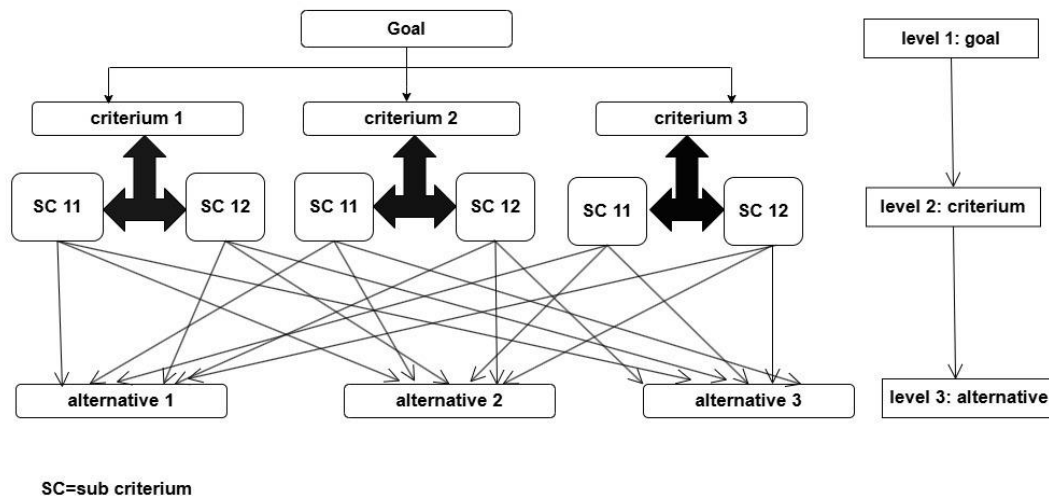 Goal
level 1: goal
criterium 1
criterium 2
criterium 3
SC 11
SC 12
SC 11
SC 12
SC 11
SC 12
level 2: criterium
alternative 1
alternative 2
alternative 3
level 3: alternative
SC=sub criterium